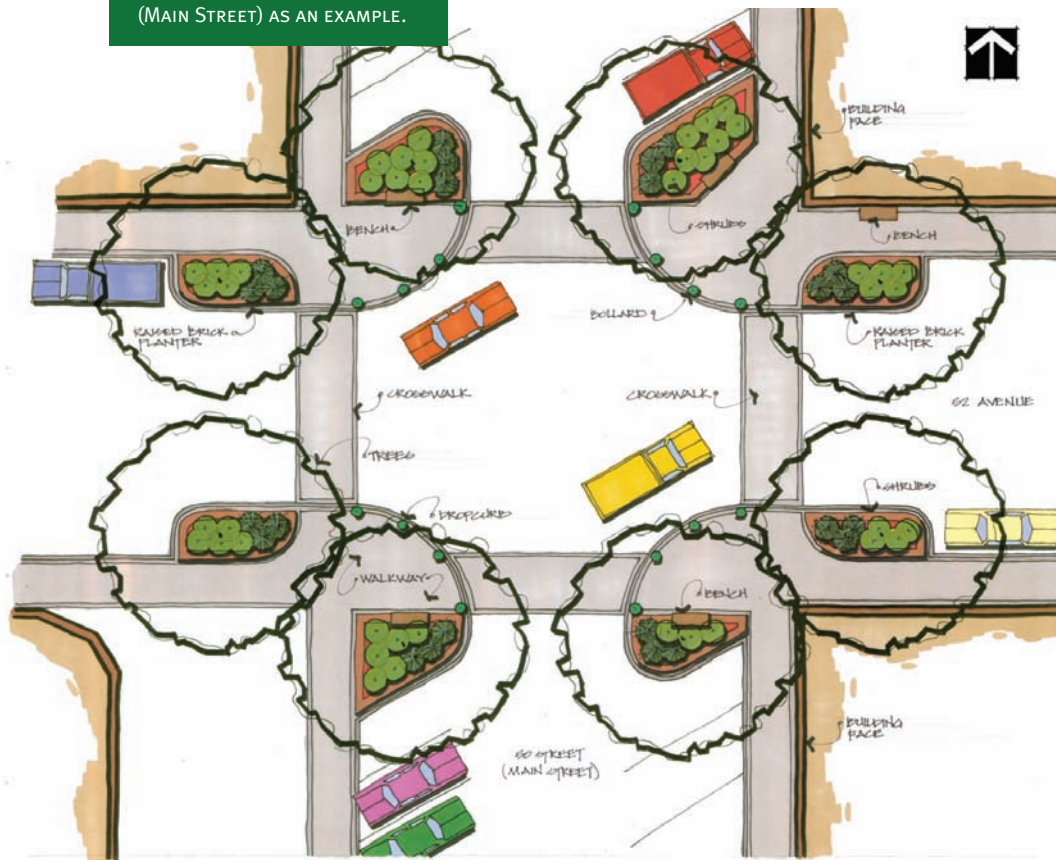 (MAIN STREET) AS AN EXAMPLE.
BUILDING
FACE
BENCH
SHRUBS
BENCH
BOLLARD
RAISED BRICK
PLANTER
RAISED BRICK
PLANTER
CROSSWALK
CROSSWALK
52 AVENUE
TREES
SHRUBS
DROPCURB
WALKWAY
BENCH
BUILDING
FACE
50 STREET
(MAIN STREET)